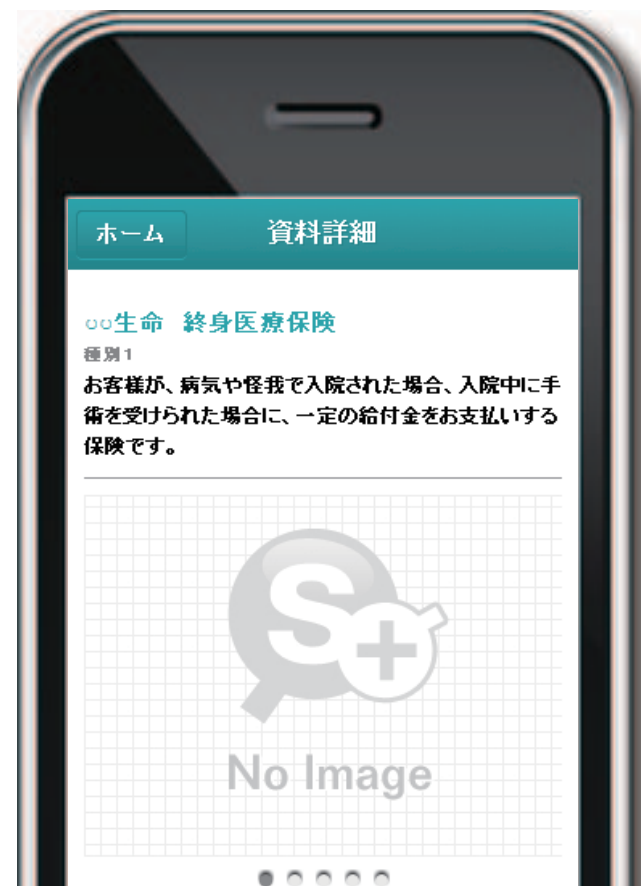 ホーム
資料詳細
○○生命 終身医療保険
種別1
お客様が、病気や怪我で入院された場合、入院中に手
術を受けられた場合に、一定の給付金をお支払いする
保険です。
S+
No Image